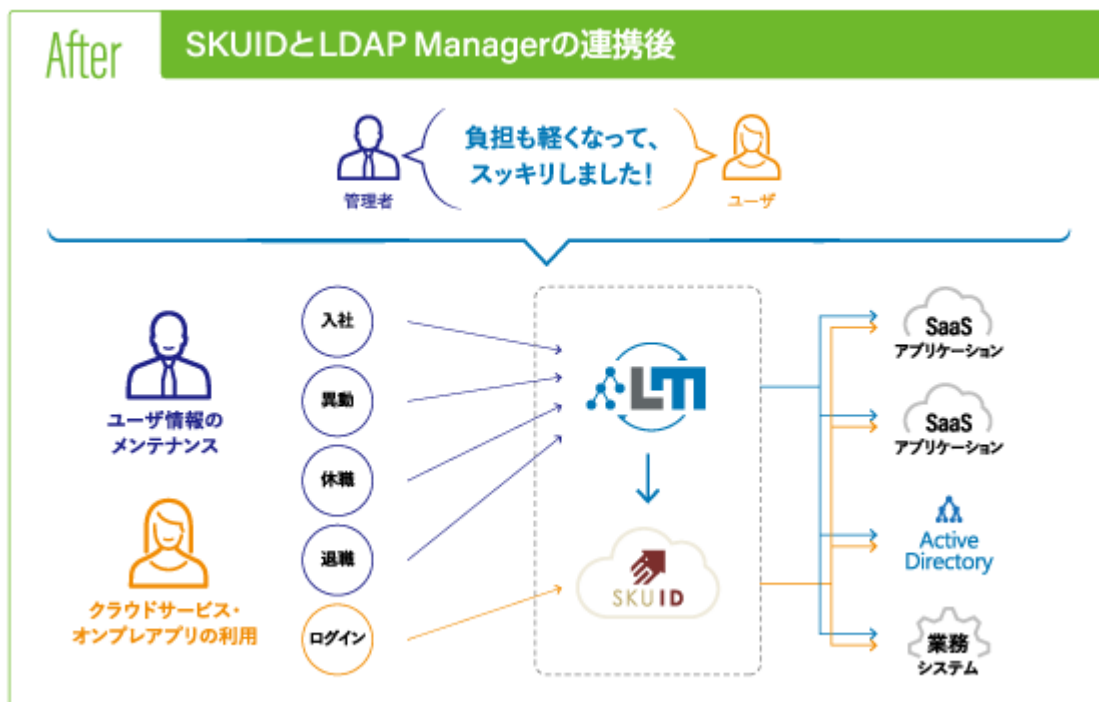 After
SKUIDとLDAP Managerの連携後
負担も軽くなって、
スッキリしました!
管理者
ユーザ
入社
異動
休職
退職
ログイン
ユーザ情報の
メンテナンス
クラウドサービス・
オンプレアプリの利用
LM
SKUID
SaaS
アプリケーション
SaaS
アプリケーション
Active
Directory
業務
システム